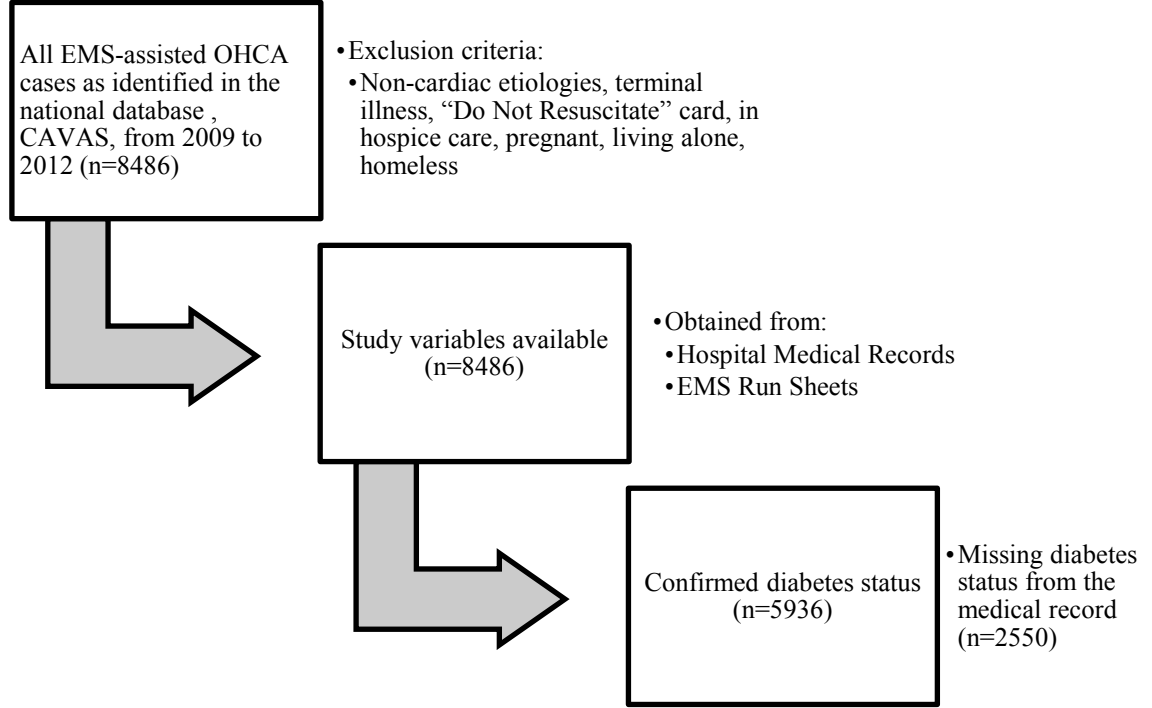 All EMS-assisted OHCA
cases as identified in the
national database ,
CAVAS, from 2009 to
2012 (n=8486)
•Exclusion criteria:
•Non-cardiac etiologies, terminal
illness, “Do Not Resuscitate” card, in
hospice care, pregnant, living alone,
homeless
Study variables available
(n=8486)
•Obtained from:
•Hospital Medical Records
•EMS Run Sheets
Confirmed diabetes status
(n=5936)
•Missing diabetes
status from the
medical record
(n=2550)